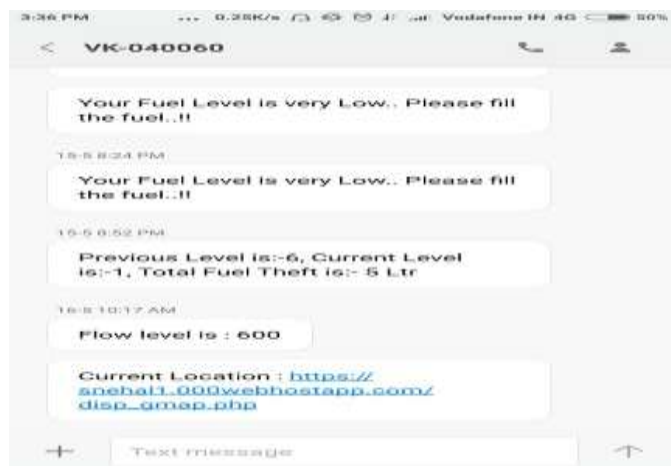 3:36 PM ... 0.25K/s Vodafone IN 4G 50%
< VK-040060
Your Fuel Level is very Low.. Please fill
the fuel..!!
15-5 8:24 PM
Your Fuel Level is very Low.. Please fill
the fuel..!!
15-5 8:52 PM
Previous Level is:-6, Current Level
is:-1, Total Fuel Theft is:- 5 Ltr
10:17 AM
Flow level is : 600
Current Location : https://
snehal1.000webhostapp.com/
disp_gmap.php
Text message